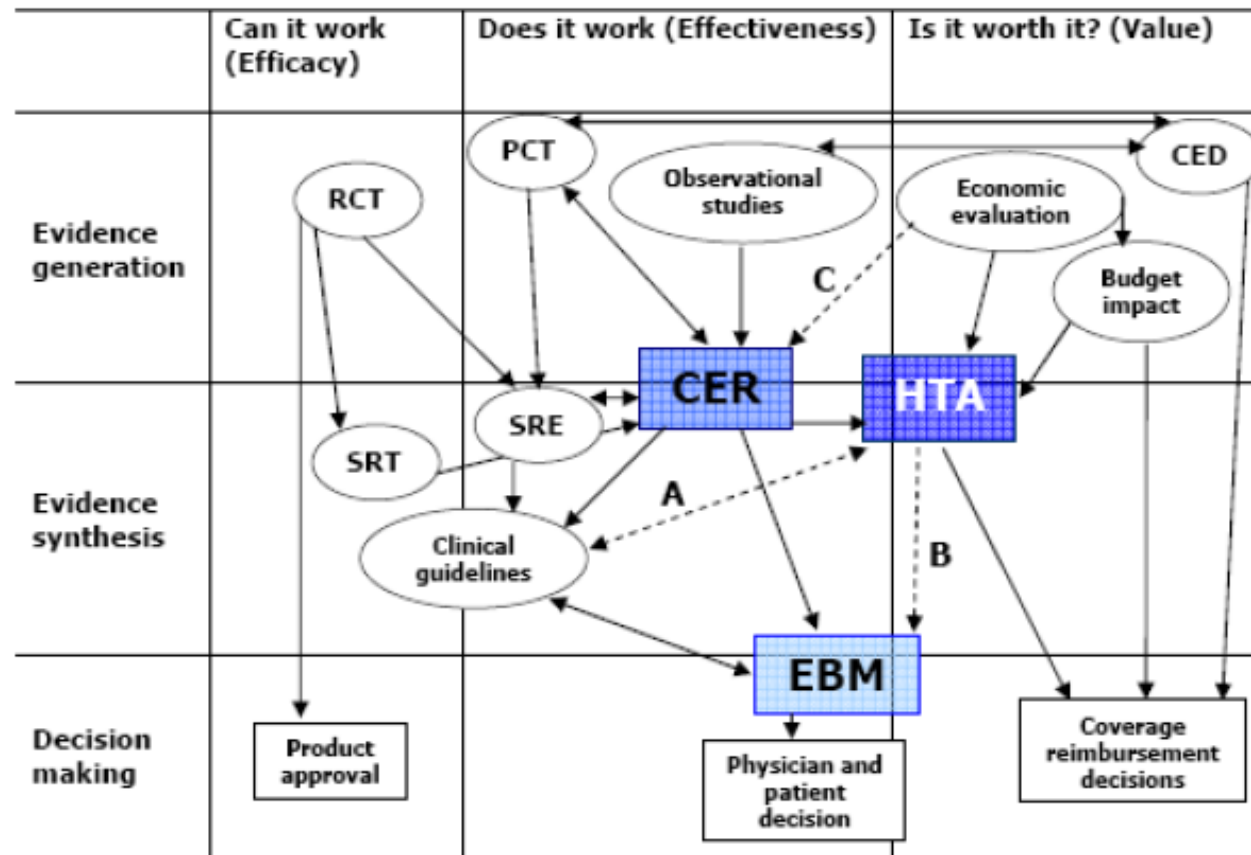 Can it work
(Efficacy)
Does it work (Effectiveness)
Is it worth it? (Value)
Evidence
generation
RCT
PCT
Observational
studies
Economic
evaluation
CED
Budget
impact
C
CER
HTA
Evidence
synthesis
SRT
SRE
Clinical
guidelines
A
B
EBM
Decision
making
Product
approval
Physician and
patient
decision
Coverage
reimbursement
decisions